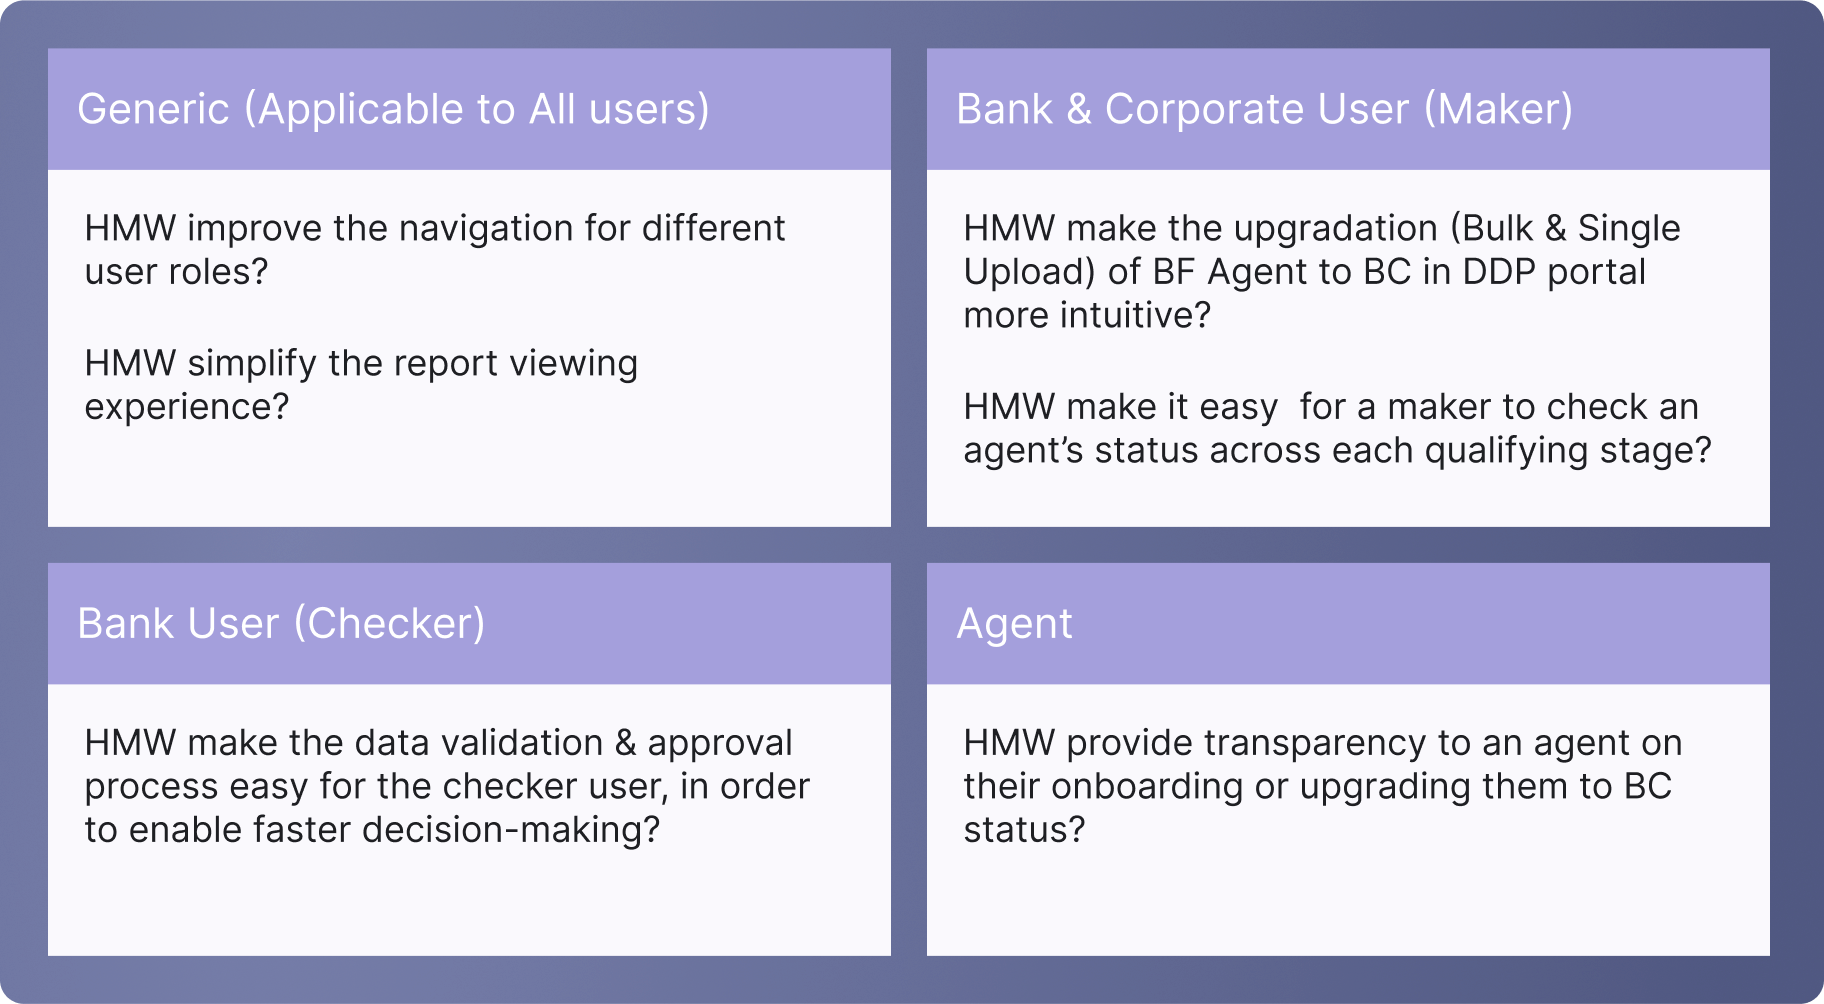 Generic (Applicable to All users)
HMW improve the navigation for different
user roles?
HMW simplify the report viewing
experience?
Bank & Corporate User (Maker)
HMW make the upgradation (Bulk & Single
Upload) of BF Agent to BC in DDP portal
more intuitive?
HMW make it easy  for a maker to check an
agent’s status across each qualifying stage?
Bank User (Checker)
HMW make the data validation & approval
process easy for the checker user, in order
to enable faster decision-making?
Agent
HMW provide transparency to an agent on
their onboarding or upgrading them to BC
status?